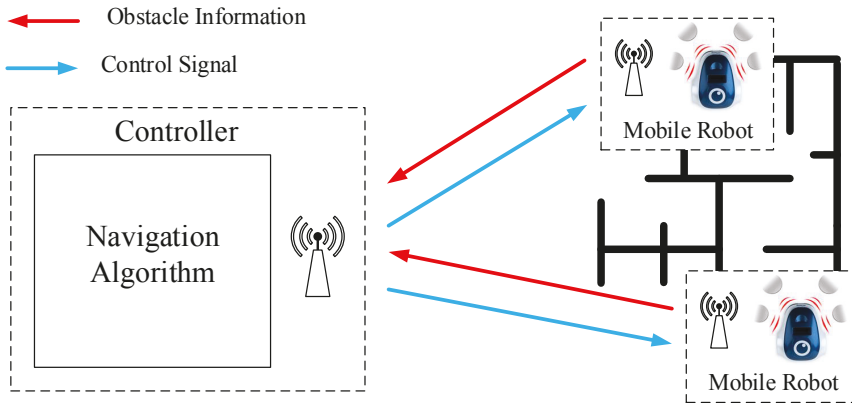 Obstacle Information
Control Signal
Controller
Navigation
Algorithm
Mobile Robot
Mobile Robot